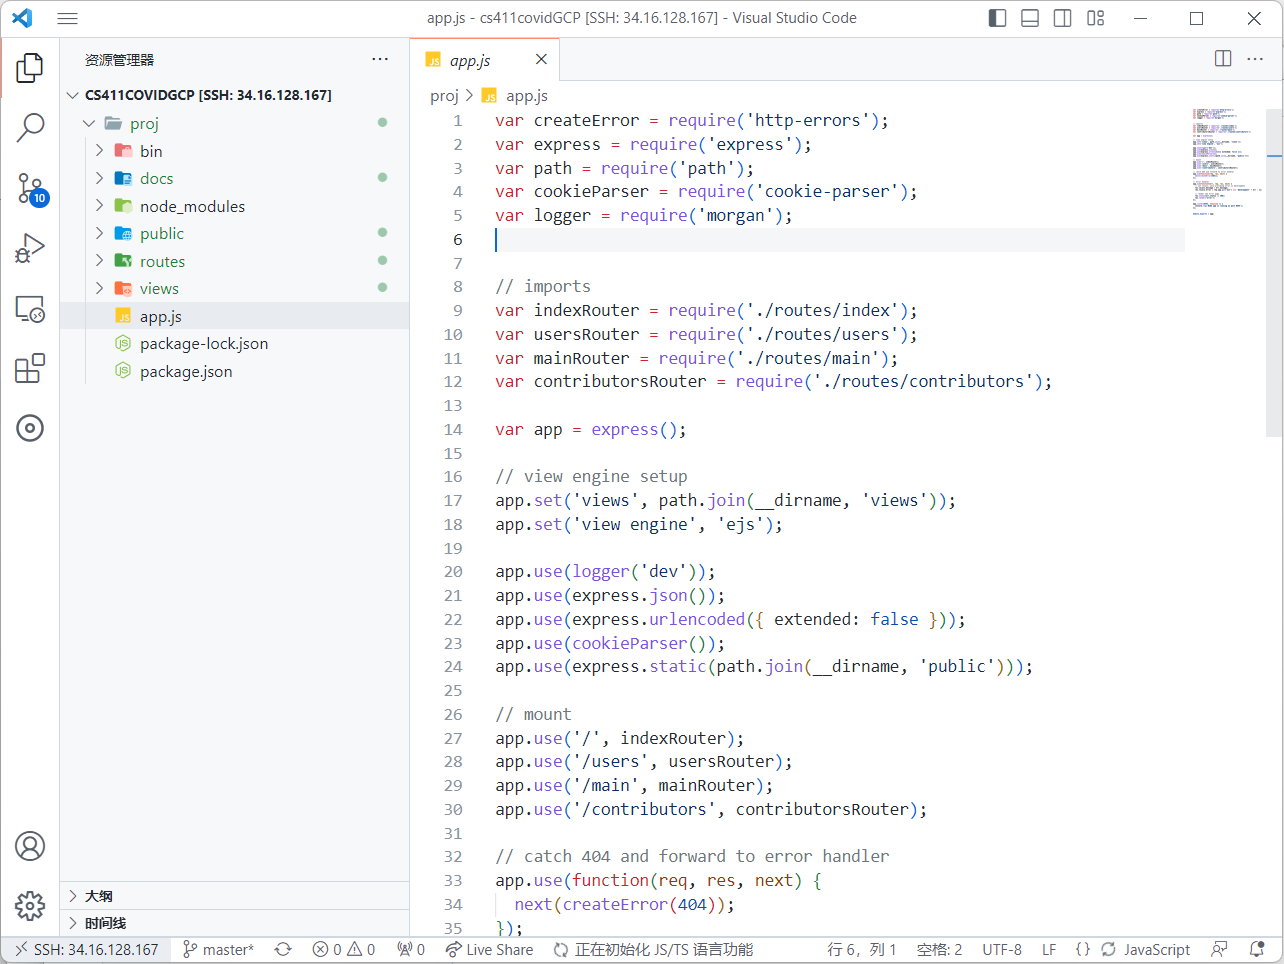 app.js - cs411covidGCP [SSH: 34.16.128.167] - Visual Studio Code
资源管理器
CS411COVIDGCP [SSH: 34.16.128.167]
proj
bin
docs
node_modules
public
routes
views
app.js
package-lock.json
package.json
大纲
时间线
10
app.js
proj > app.js
1 var createError = require('http-errors');
2 var express = require('express');
3 var path = require('path');
4 var cookieParser = require('cookie-parser');
5 var logger = require('morgan');
6
7
8 // imports
9 var indexRouter = require('./routes/index');
10 var usersRouter = require('./routes/users');
11 var mainRouter = require('./routes/main');
12 var contributorsRouter = require('./routes/contributors');
13
14 var app = express();
15
16 // view engine setup
17 app.set('views', path.join(__dirname, 'views'));
18 app.set('view engine', 'ejs');
19
20 app.use(logger('dev'));
21 app.use(express.json());
22 app.use(express.urlencoded({ extended: false }));
23 app.use(cookieParser());
24 app.use(express.static(path.join(__dirname, 'public')));
25
26 // mount
27 app.use('/', indexRouter);
28 app.use('/users', usersRouter);
29 app.use('/main', mainRouter);
30 app.use('/contributors', contributorsRouter);
31
32 // catch 404 and forward to error handler
33 app.use(function(req, res, next) {
34 next(createError(404));
35 });
SSH: 34.16.128.167 master* 0 0 0 Live Share 正在初始化 JS/TS 语言功能 行 6，列 1 空格: 2 UTF-8 LF {} JavaScript